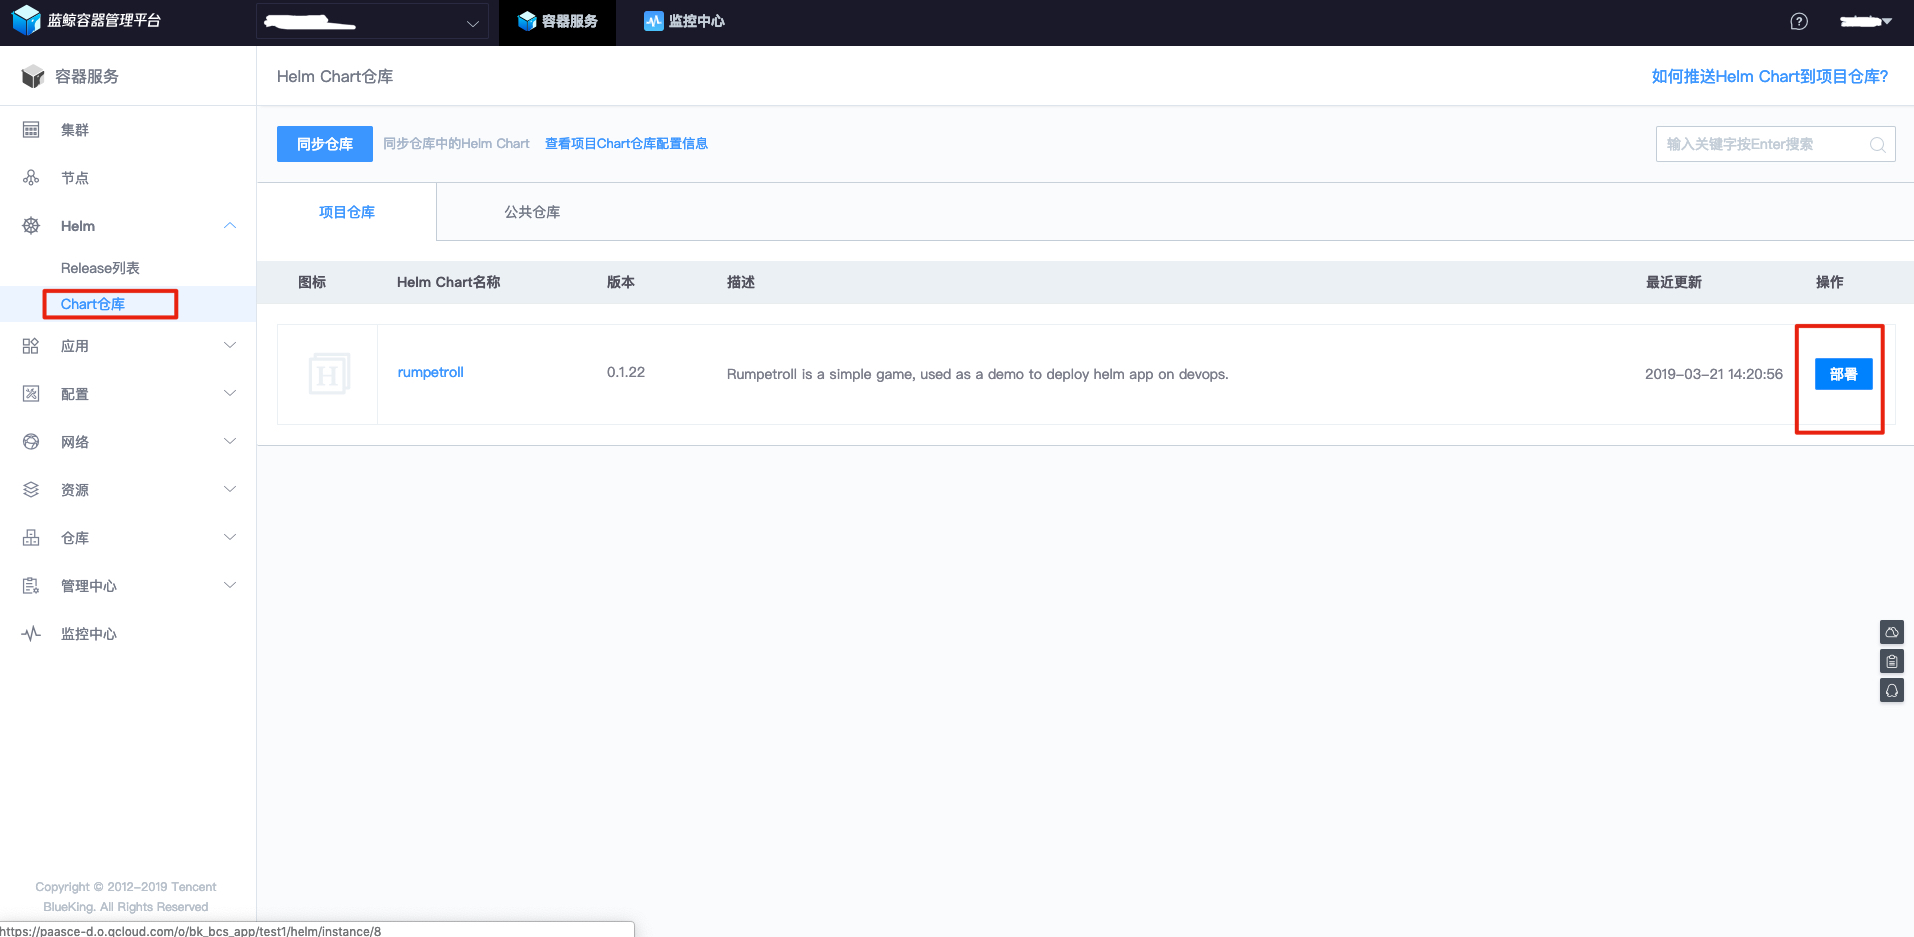 蓝鲸容器管理平台
容器服务
监控中心
容器服务
Helm Chart仓库
如何推送Helm Chart到项目仓库?
集群
节点
Helm
Release列表
Chart仓库
应用
配置
网络
资源
仓库
管理中心
监控中心
同步仓库
同步仓库中的Helm Chart
查看项目Chart仓库配置信息
输入关键字按Enter搜索
项目仓库
公共仓库
图标
Helm Chart名称
版本
描述
最近更新
操作
rumpetroll
0.1.22
Rumpetroll is a simple game, used as a demo to deploy helm app on devops.
2019-03-21 14:20:56
部署
Copyright © 2012-2019 Tencent
BlueKing. All Rights Reserved
https://paasce-d.o.qcloud.com/o/bk_bcs_app/test1/helm/instance/8